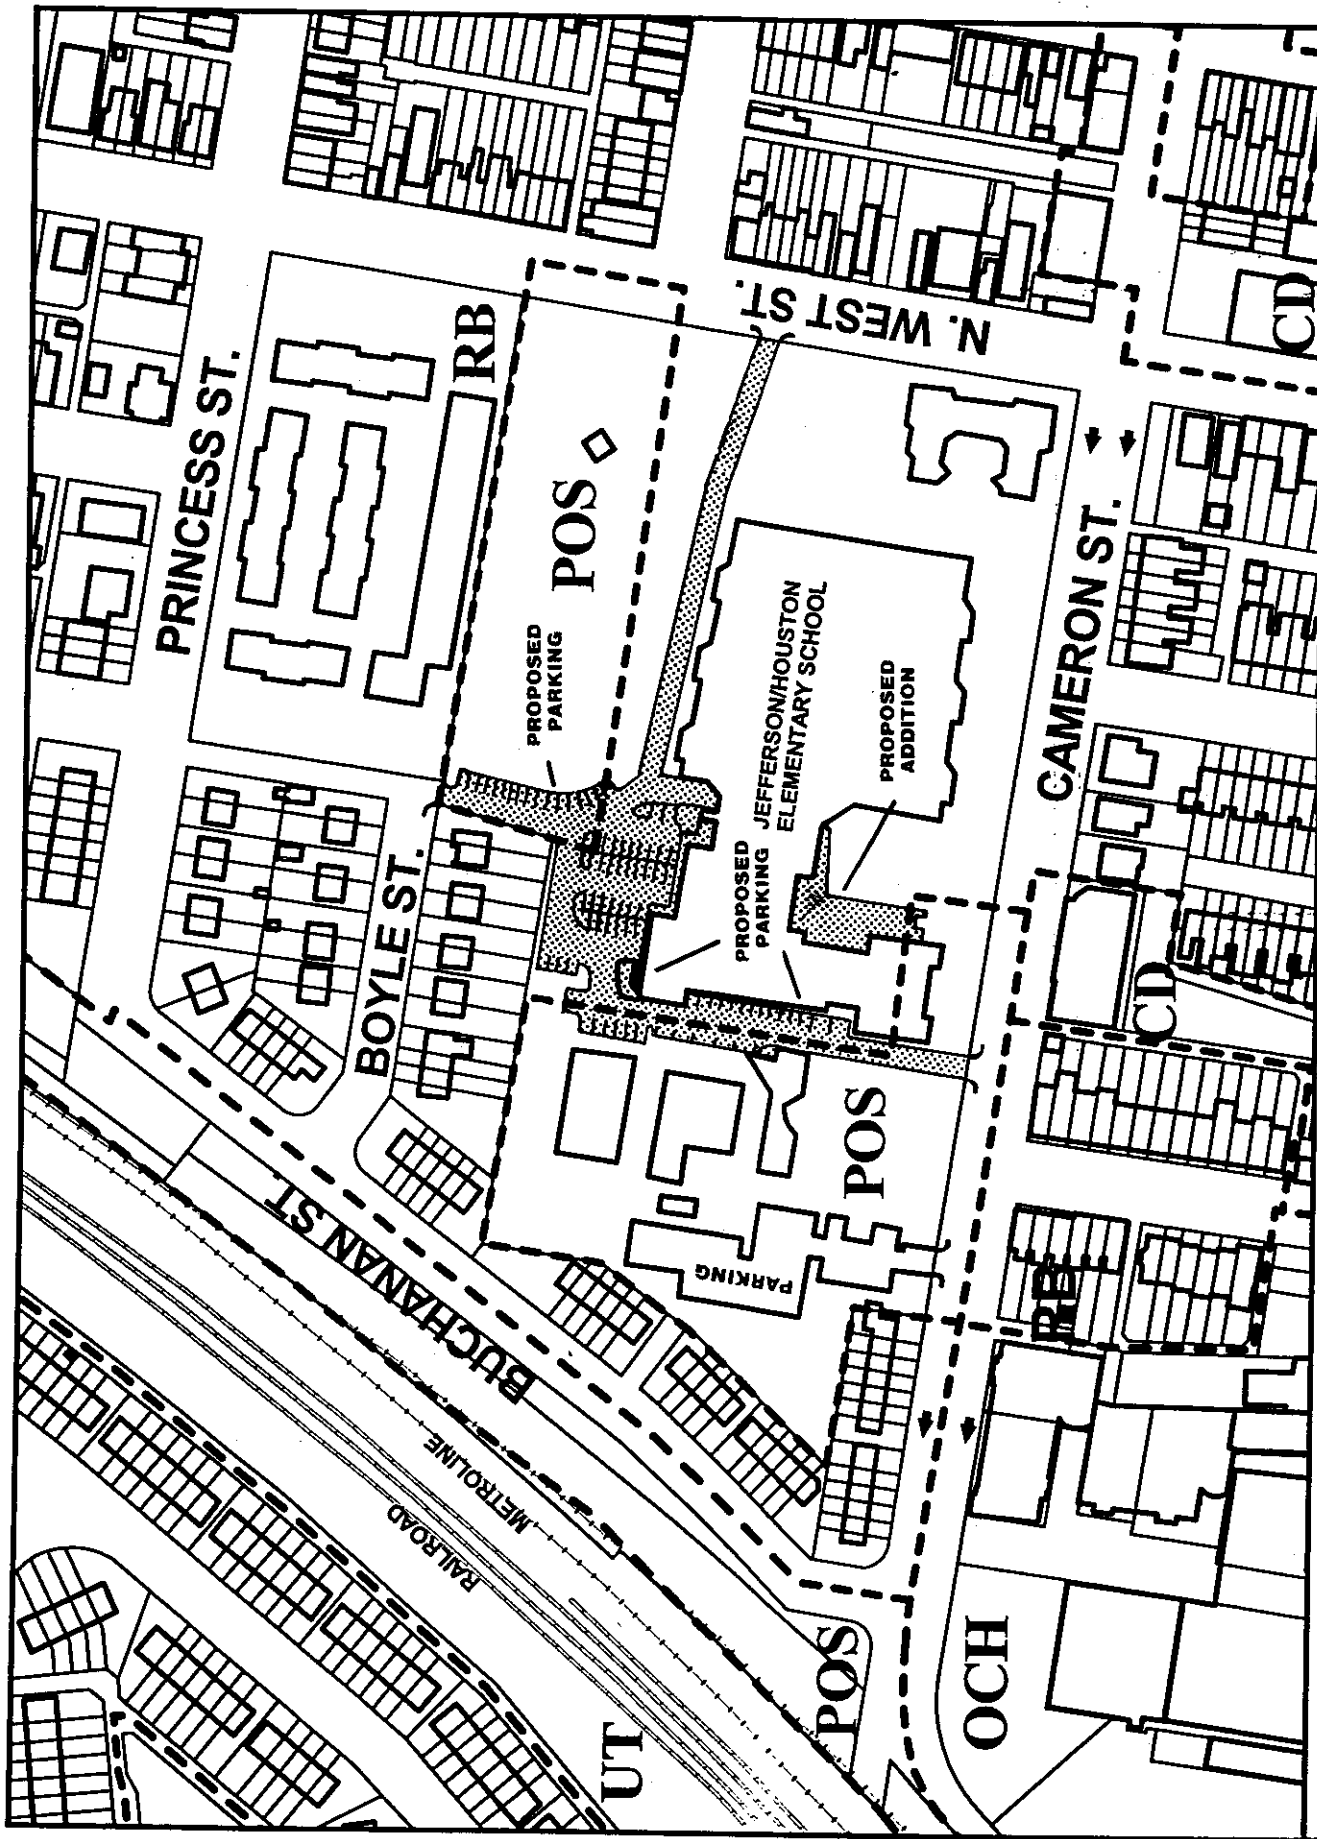 PRINCESS ST.
RB
N. WEST ST.
CD
POS
PROPOSED
PARKING
JEFFERSON/HOUSTON
ELEMENTARY SCHOOL
PROPOSED
ADDITION
CAMERON ST.
PROPOSED
PARKING
BOYLE ST.
CD
POS
BUCHANAN ST.
PARKING
RB
METROLINE
RAILROAD
POS
OCH
UT